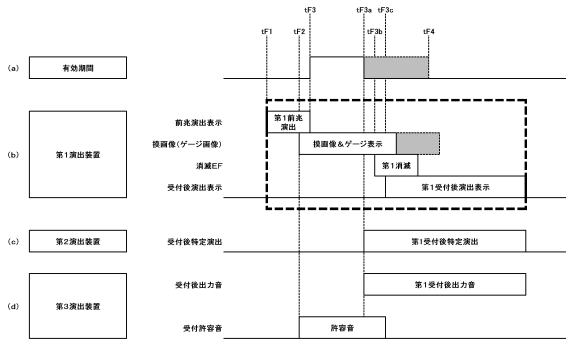 tF3 tF3a tF3c
tF1 tF2 tF3b tF4
(a) 有効期間
(b) 第1演出装置
前兆演出表示 第1前兆
演出
摸画像(ゲージ画像) 摸画像&ゲージ表示
消滅EF 第1消滅
受付後演出表示 第1受付後演出表示
(c) 第2演出装置 受付後特定演出 第1受付後特定演出
(d) 第3演出装置
受付後出力音 第1受付後出力音
受付許容音 許容音